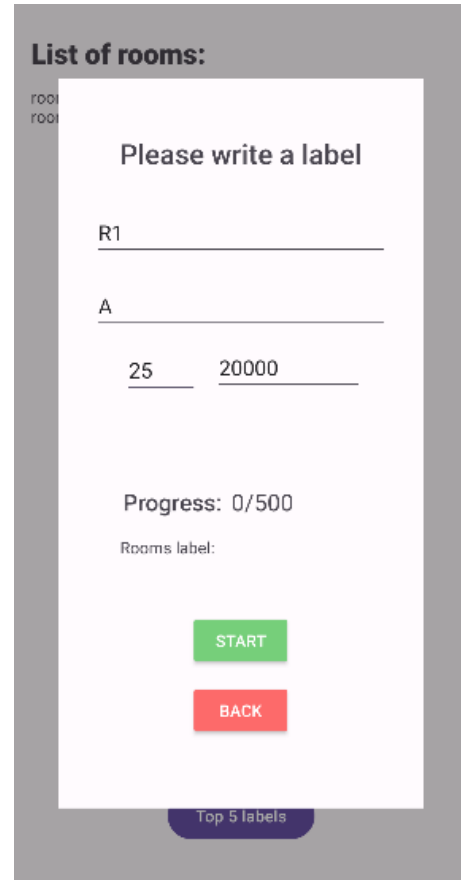 List of rooms:
Please write a label
R1
A
25 20000
Progress: 0/500
Rooms label:
START
BACK
Top 5 labels